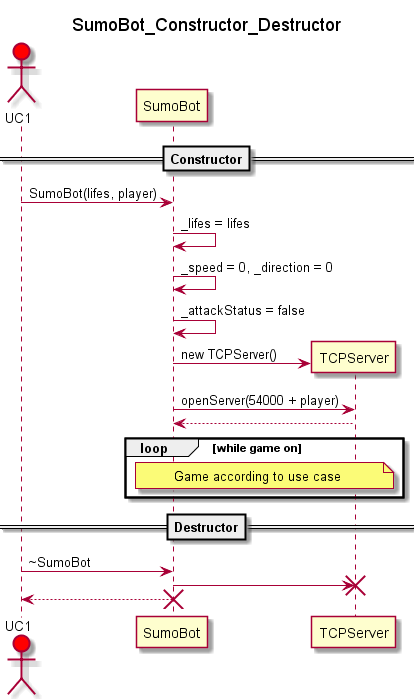 SumoBot_Constructor_Destructor
UC1
SumoBot
Constructor
SumoBot(lifes, player)
_lifes = lifes
_speed = 0, _direction = 0
_attackStatus = false
new TCPServer()
TCPServer
openServer(54000 + player)
loop [while game on]
Game according to use case
Destructor
~SumoBot
UC1
SumoBot
TCPServer